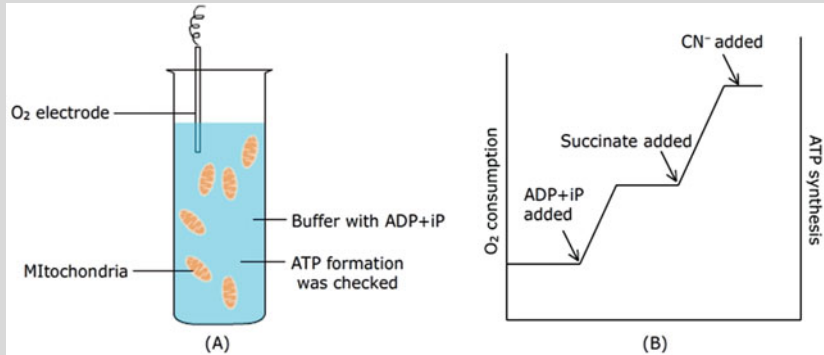 O₂ electrode
Buffer with ADP+iP
MItochondria
ATP formation
was checked
(A)
CN⁻ added
Succinate added
ADP+iP
added
O₂ consumption
ATP synthesis
(B)